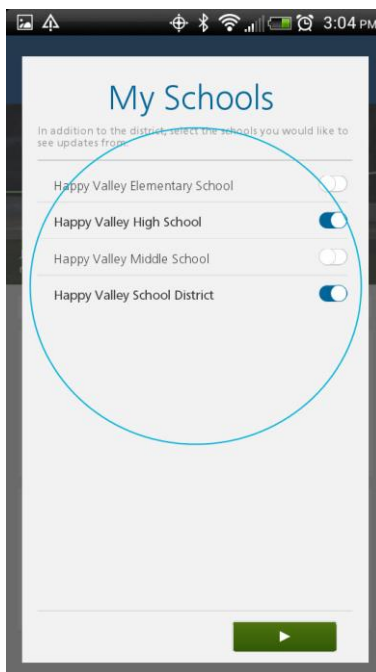 3:04 PM
My Schools
In addition to the district, select the schools you would like to
see updates from.
Happy Valley Elementary School
Happy Valley High School
Happy Valley Middle School
Happy Valley School District